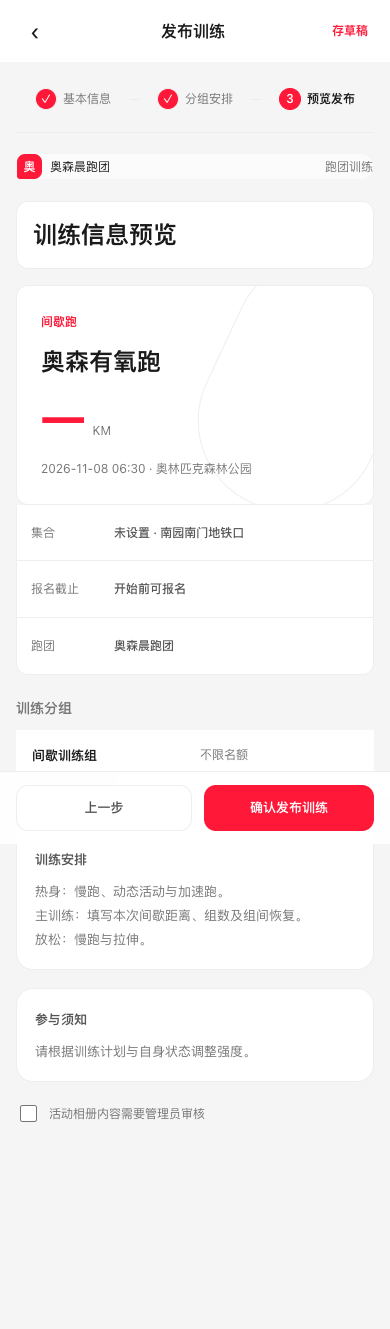 发布训练
存草稿
基本信息
分组安排
3 预览发布
奥 奥森晨跑团
跑团训练
训练信息预览
间歇跑
奥森有氧跑
— KM
2026-11-08 06:30 · 奥林匹克森林公园
集合 未设置 · 南园南门地铁口
报名截止 开始前可报名
跑团 奥森晨跑团
训练分组
间歇训练组 不限名额
上一步 确认发布训练
训练安排
热身：慢跑、动态活动与加速跑。
主训练：填写本次间歇距离、组数及组间恢复。
放松：慢跑与拉伸。
参与须知
请根据训练计划与自身状态调整强度。
活动相册内容需要管理员审核